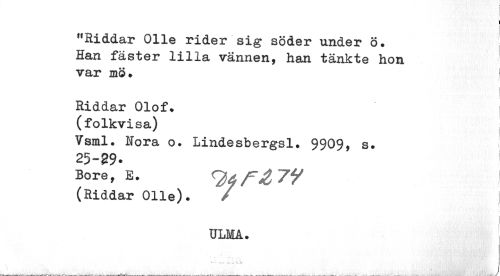 "Riddar Olle rider sig söder under ö.
Han fäster lilla vännen, han tänkte hon
var mö.
Riddar Olof.
(folkvisa)
Vsml. Nora o. Lindesbergsl. 9909, s.
25-29.
Bore, E.
DgF 274
(Riddar Olle).
ULMA.